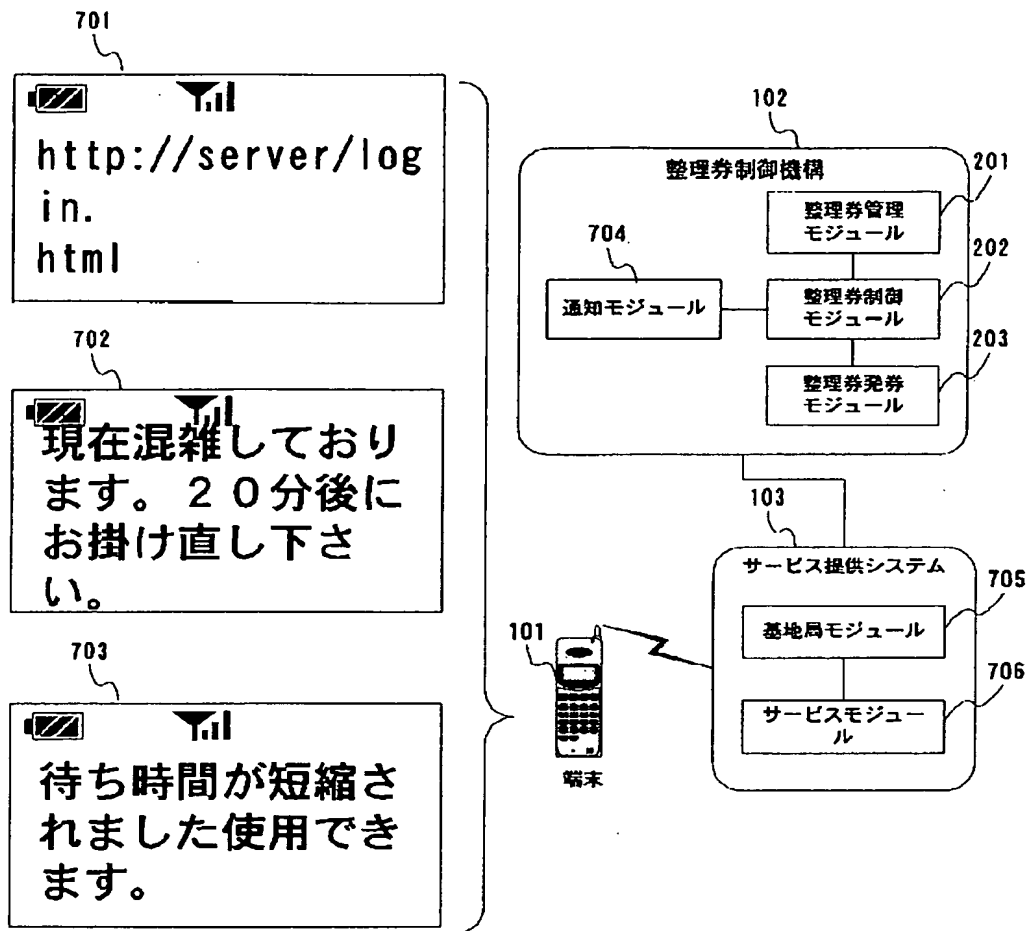 701
http://server/log
in.
html
702
現在混雑しており
ます。２０分後に
お掛け直し下さ
い。
703
待ち時間が短縮さ
れました使用でき
ます。
102
整理券制御機構
201
整理券管理
モジュール
704
通知モジュール
202
整理券制御
モジュール
203
整理券発券
モジュール
103
サービス提供システム
705
基地局モジュール
706
サービスモジュー
ル
101
端末